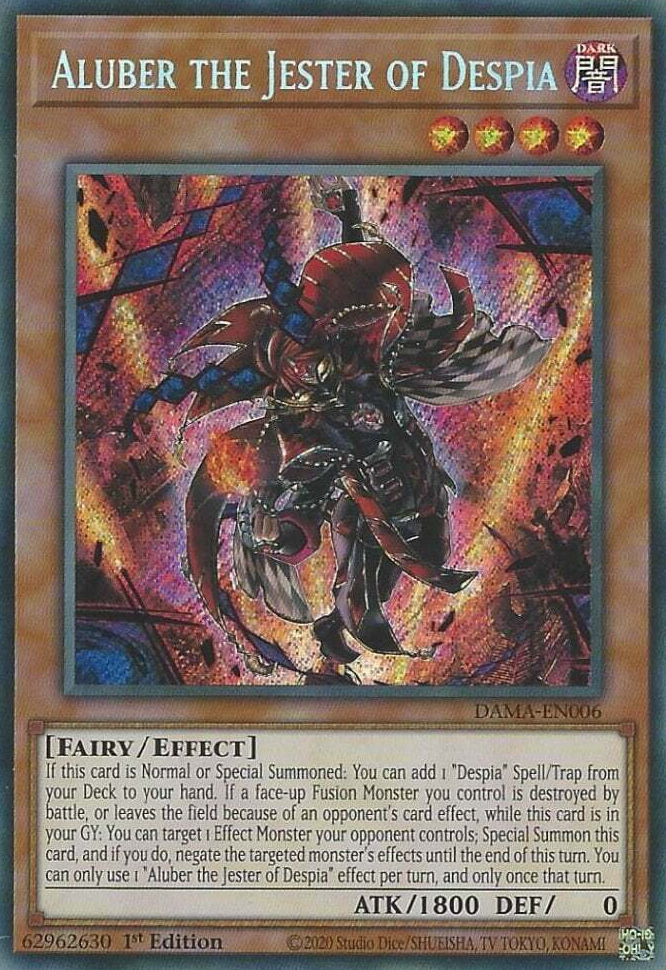 Aluber the Jester of Despia
DARK
闇
DAMA-EN006
[Fairy/Effect]
If this card is Normal or Special Summoned: You can add 1 "Despia" Spell/Trap from
your Deck to your hand. If a face-up Fusion Monster you control is destroyed by
battle, or leaves the field because of an opponent's card effect, while this card is in
your GY: You can target 1 Effect Monster your opponent controls; Special Summon this
card, and if you do, negate the targeted monster's effects until the end of this turn. You
can only use 1 "Aluber the Jester of Despia" effect per turn, and only once that turn.
ATK/1800 DEF/ 0
62962630 1st Edition ©2020 Studio Dice/SHUEISHA, TV TOKYO, KONAMI